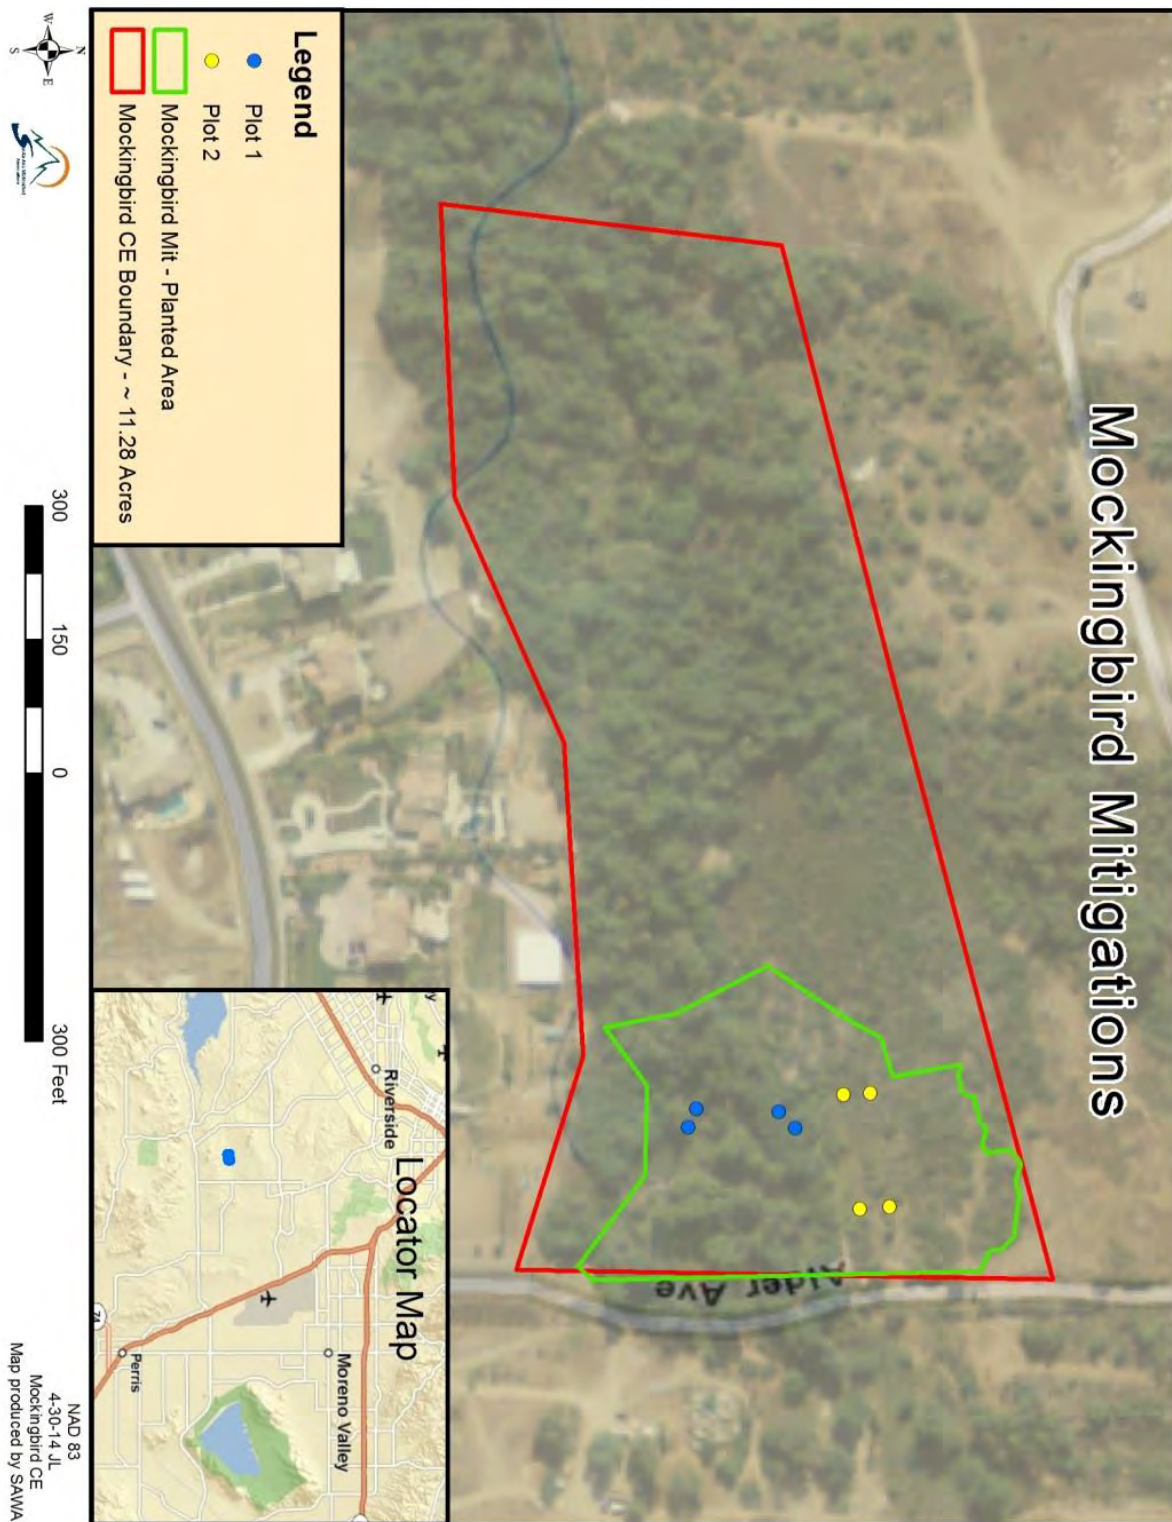 Mockingbird Mitigations
Alder Ave
Legend
Plot 1
Plot 2
Mockingbird Mit - Planted Area
Mockingbird CE Boundary - ~ 11.28 Acres
N
W
E
S
300
150
0
300 Feet
Locator Map
Riverside
Moreno Valley
Perris
74
NAD 83
4-30-14 JL
Mockingbird CE
Map produced by SAWA